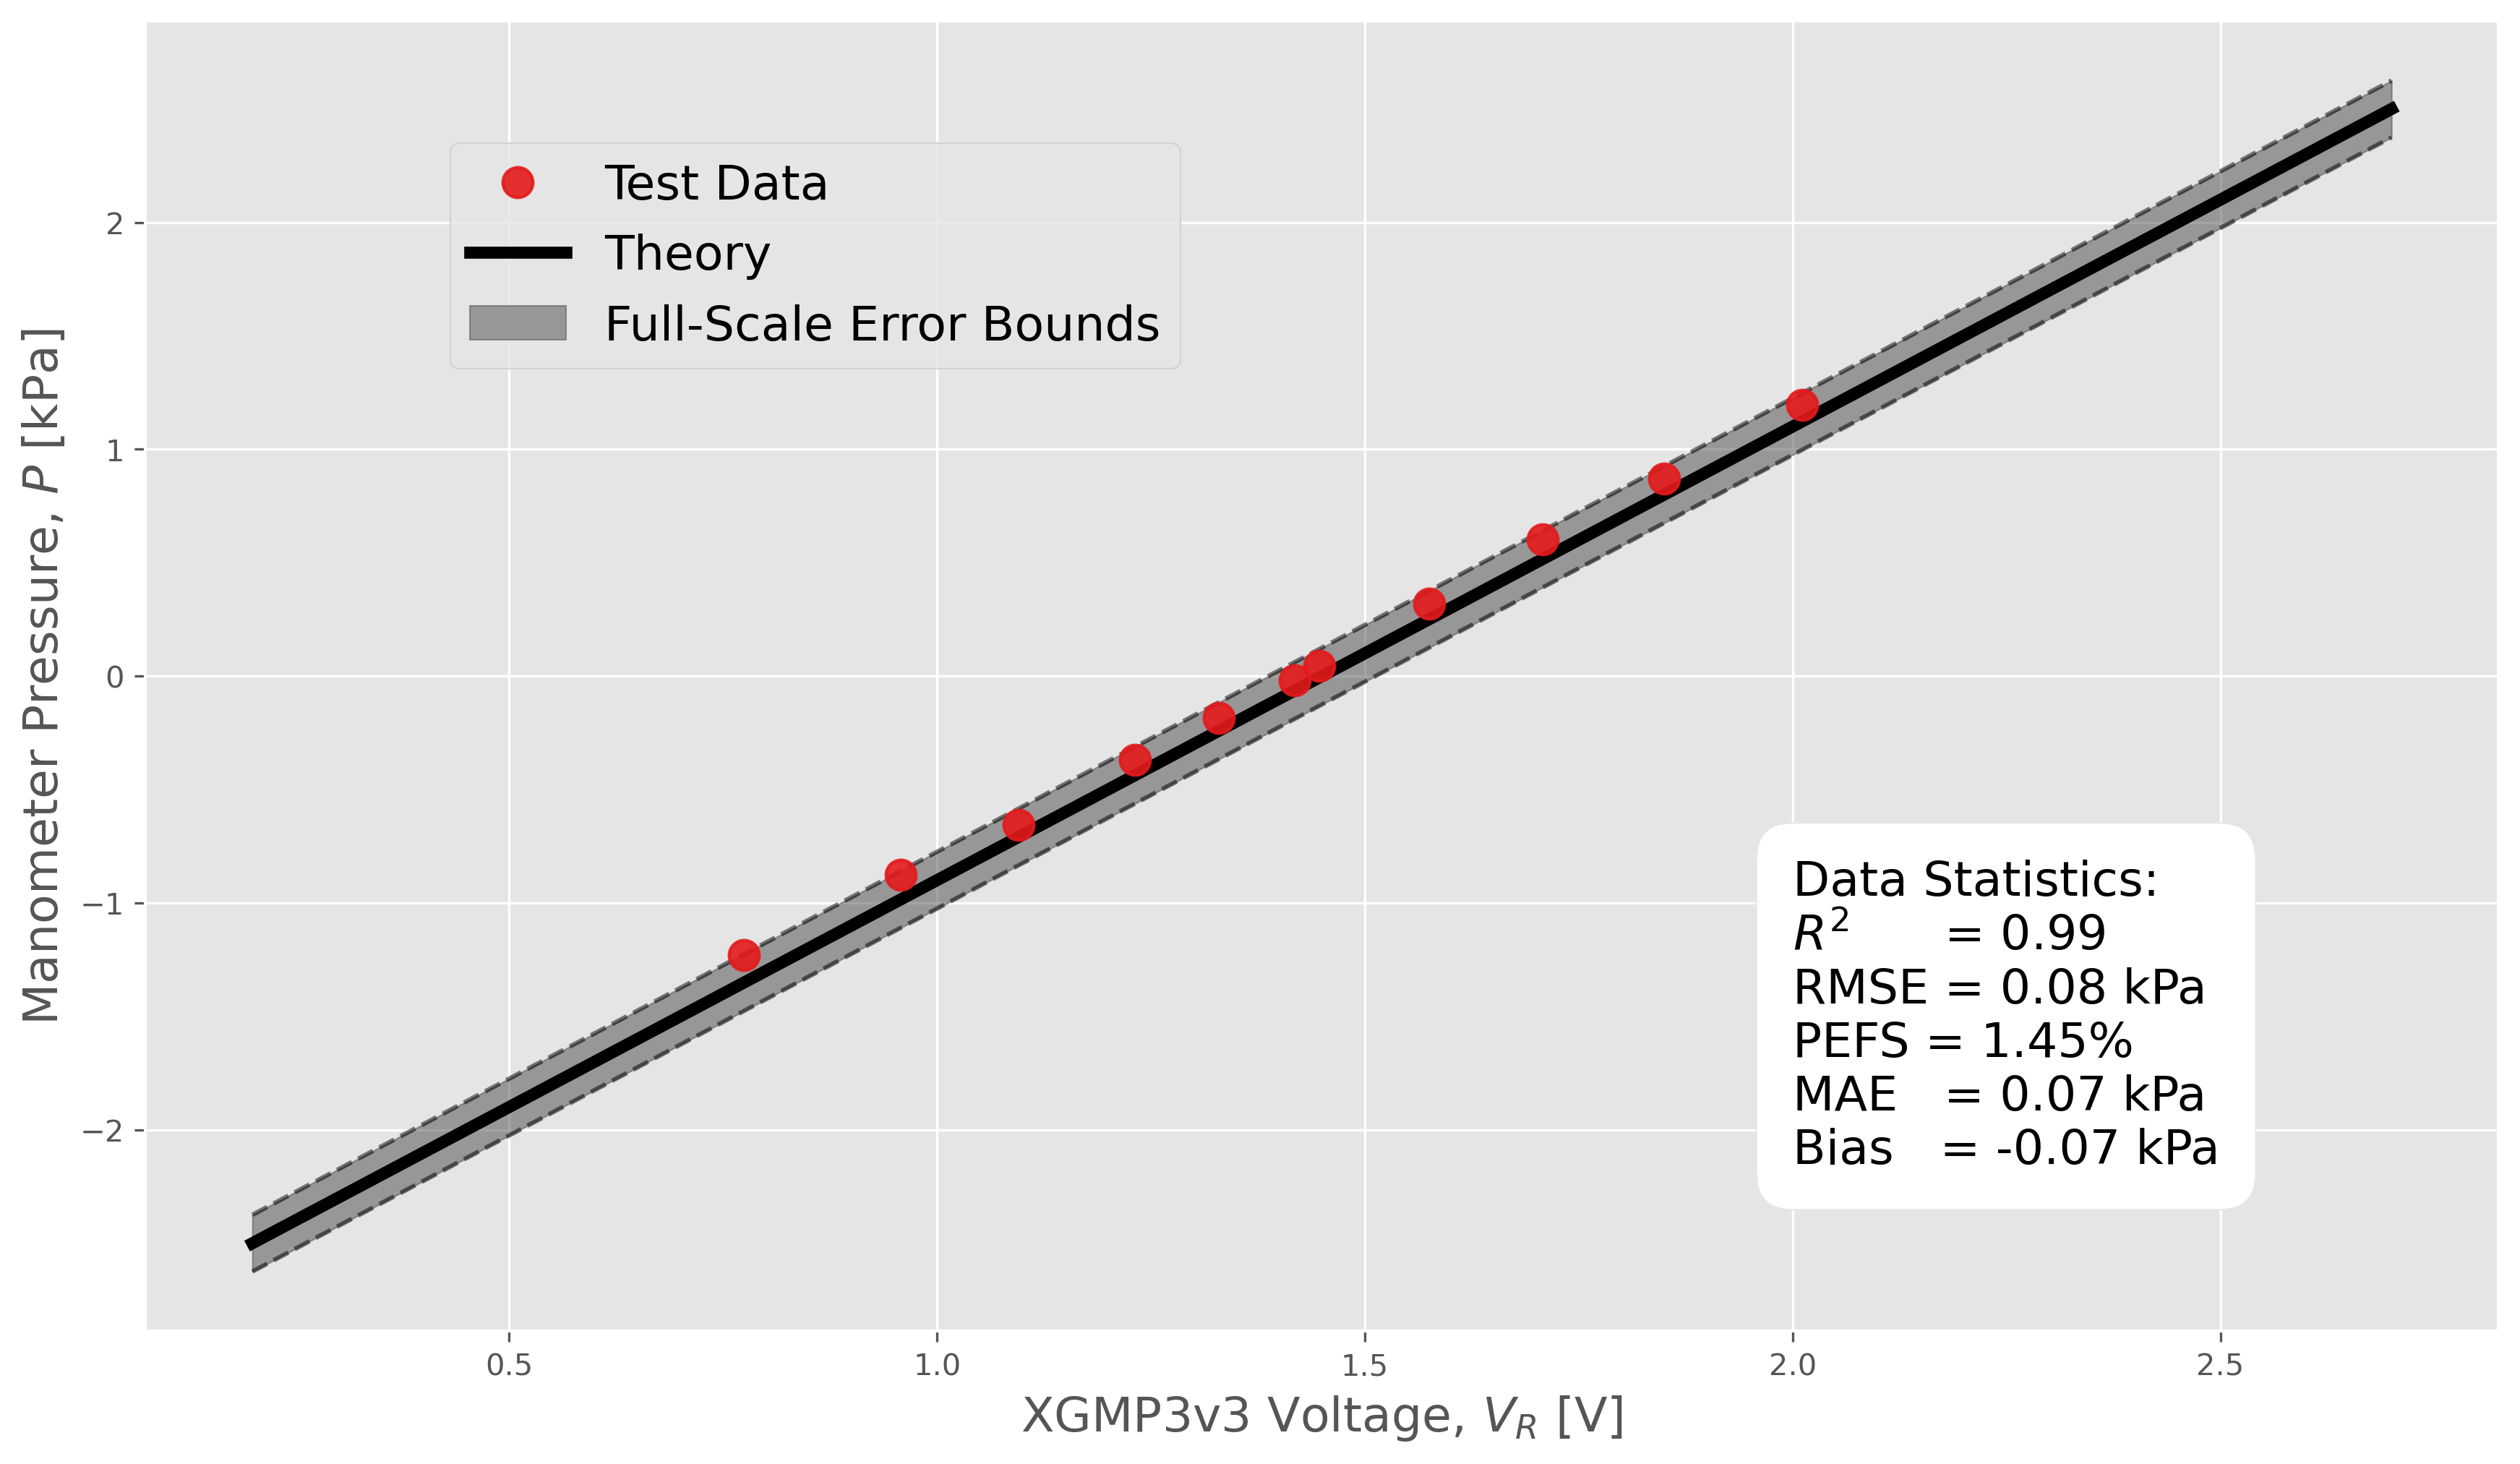 Test Data
Theory
Full-Scale Error Bounds
Manometer Pressure, P [kPa]
2
1
0
−1
−2
Data Statistics:
R² = 0.99
RMSE = 0.08 kPa
PEFS = 1.45%
MAE = 0.07 kPa
Bias = -0.07 kPa
0.5 1.0 1.5 2.0 2.5
XGMP3v3 Voltage, V_R [V]